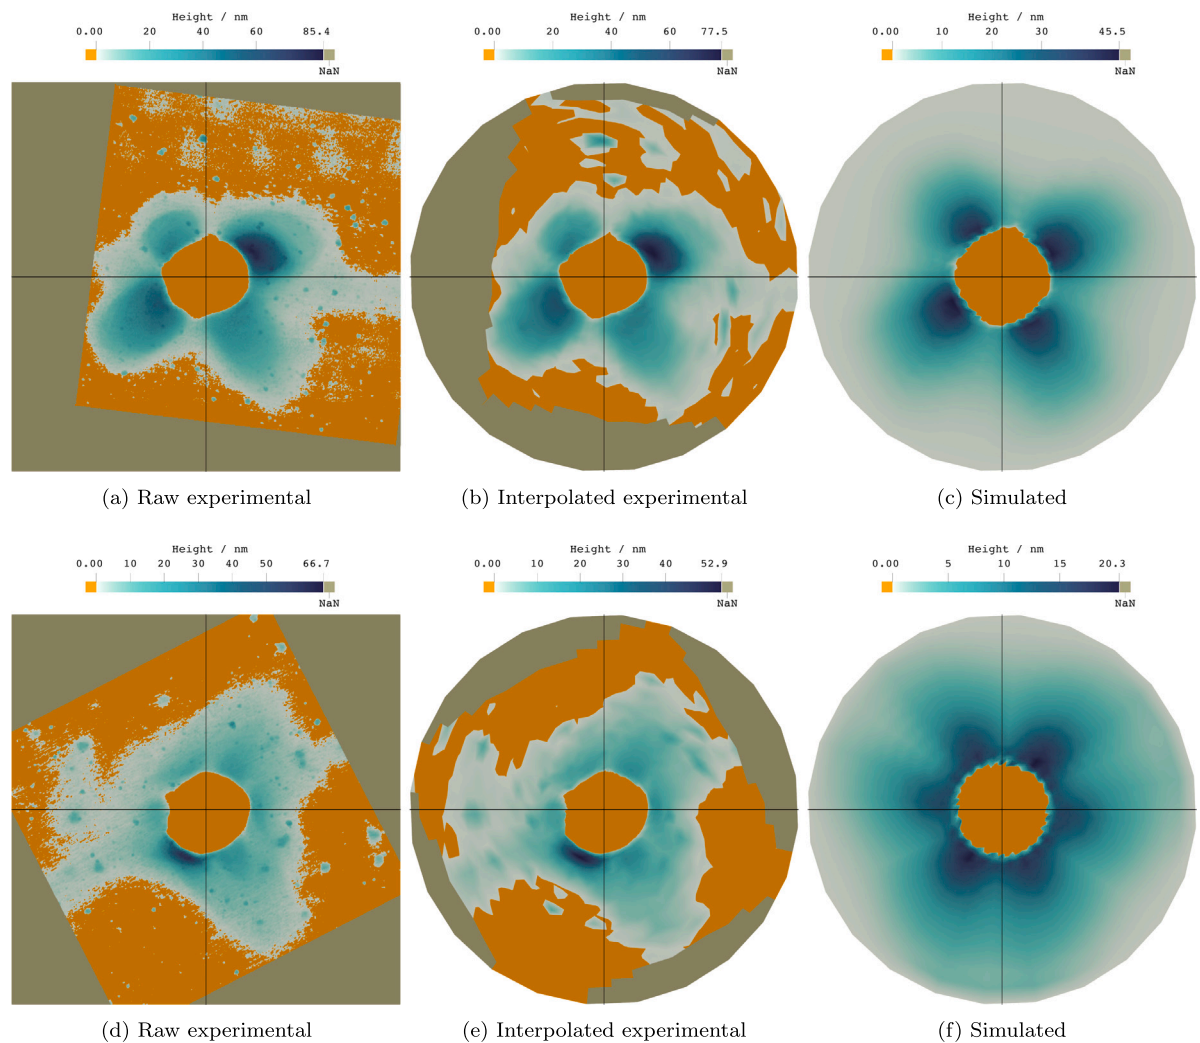 Height / nm
0.00 20 40 60 85.4
NaN
Height / nm
0.00 20 40 60 77.5
NaN
Height / nm
0.00 10 20 30 45.5
NaN
(a) Raw experimental
(b) Interpolated experimental
(c) Simulated
Height / nm
0.00 10 20 30 40 50 66.7
NaN
Height / nm
0.00 10 20 30 40 52.9
NaN
Height / nm
0.00 5 10 15 20.3
NaN
(d) Raw experimental
(e) Interpolated experimental
(f) Simulated